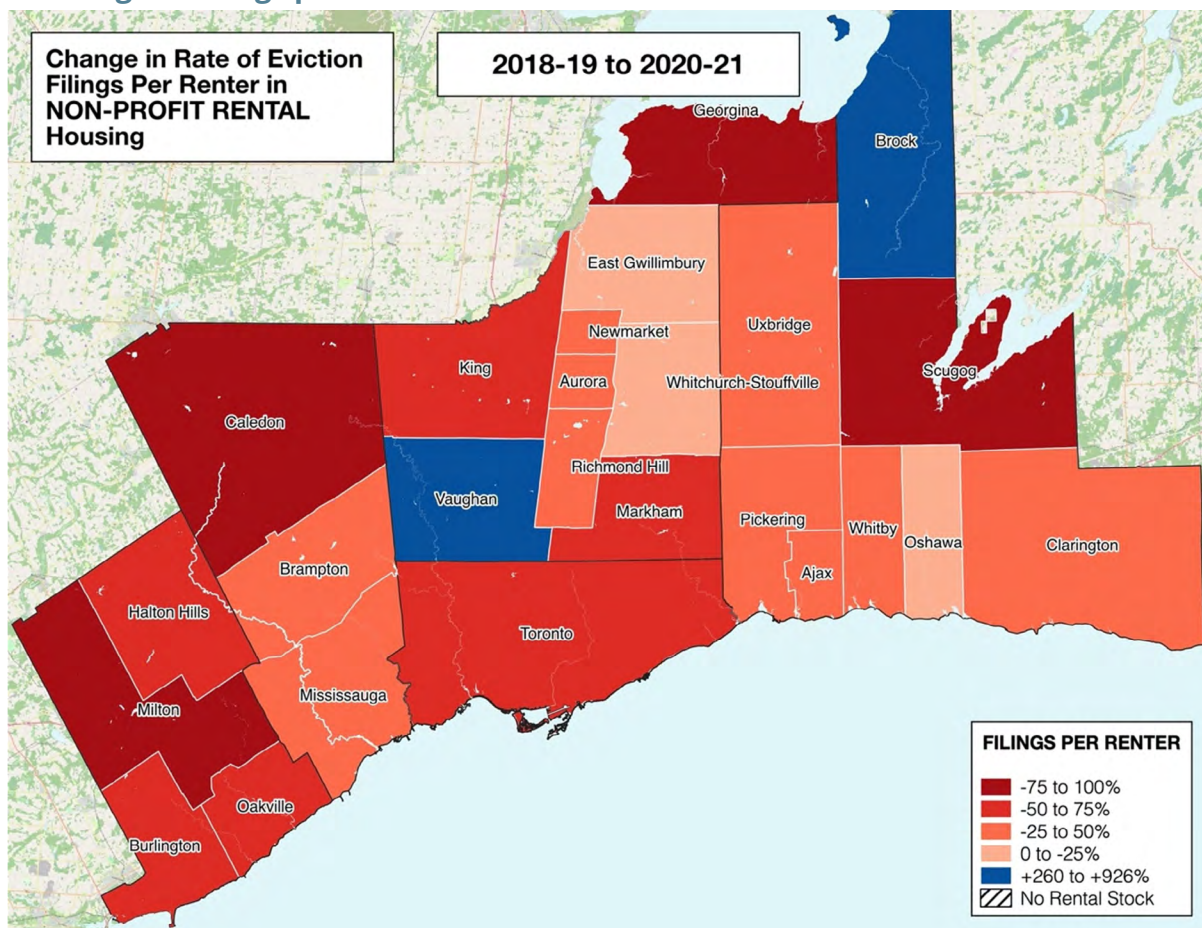 Change in Rate of Eviction
Filings Per Renter in
NON-PROFIT RENTAL
Housing
2018-19 to 2020-21
Georgina
Brock
East Gwillimbury
Newmarket
Uxbridge
King
Aurora
Whitchurch-Stouffville
Scugog
Caledon
Richmond Hill
Vaughan
Markham
Pickering
Whitby
Oshawa
Clarington
Brampton
Ajax
Halton Hills
Toronto
Mississauga
Milton
Oakville
Burlington
FILINGS PER RENTER
-75 to 100%
-50 to 75%
-25 to 50%
0 to -25%
+260 to +926%
No Rental Stock